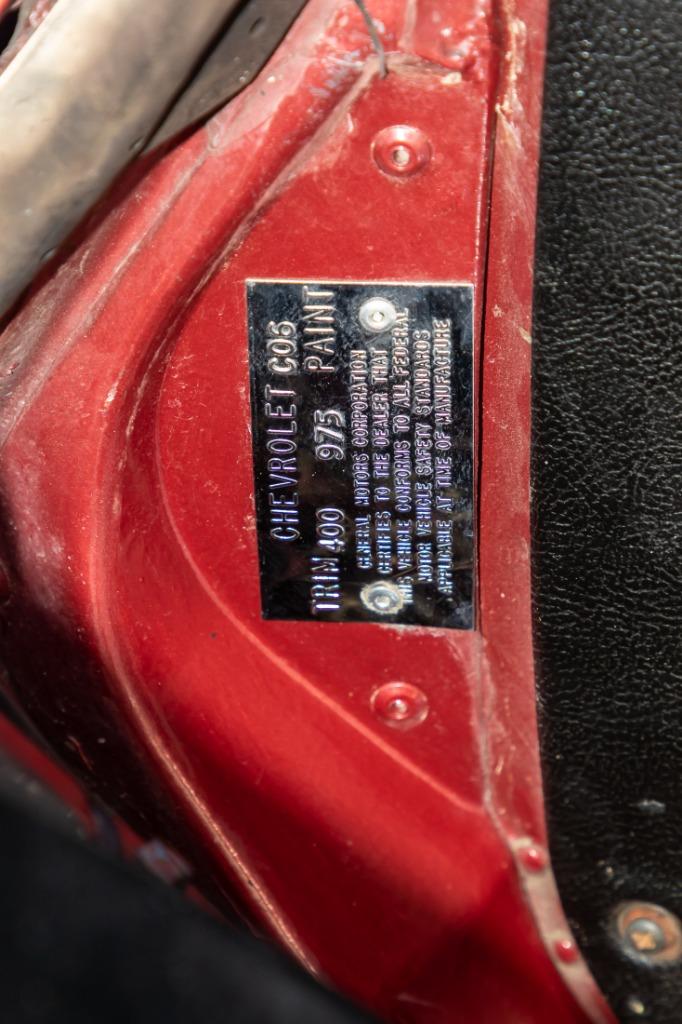 CHEVROLET C06
TRIM 400 975 PAINT
GENERAL MOTORS CORPORATION
CERTIFIES TO THE DEALER THAT
THIS VEHICLE CONFORMS TO ALL FEDERAL
MOTOR VEHICLE SAFETY STANDARDS
APPLICABLE AT TIME OF MANUFACTURE